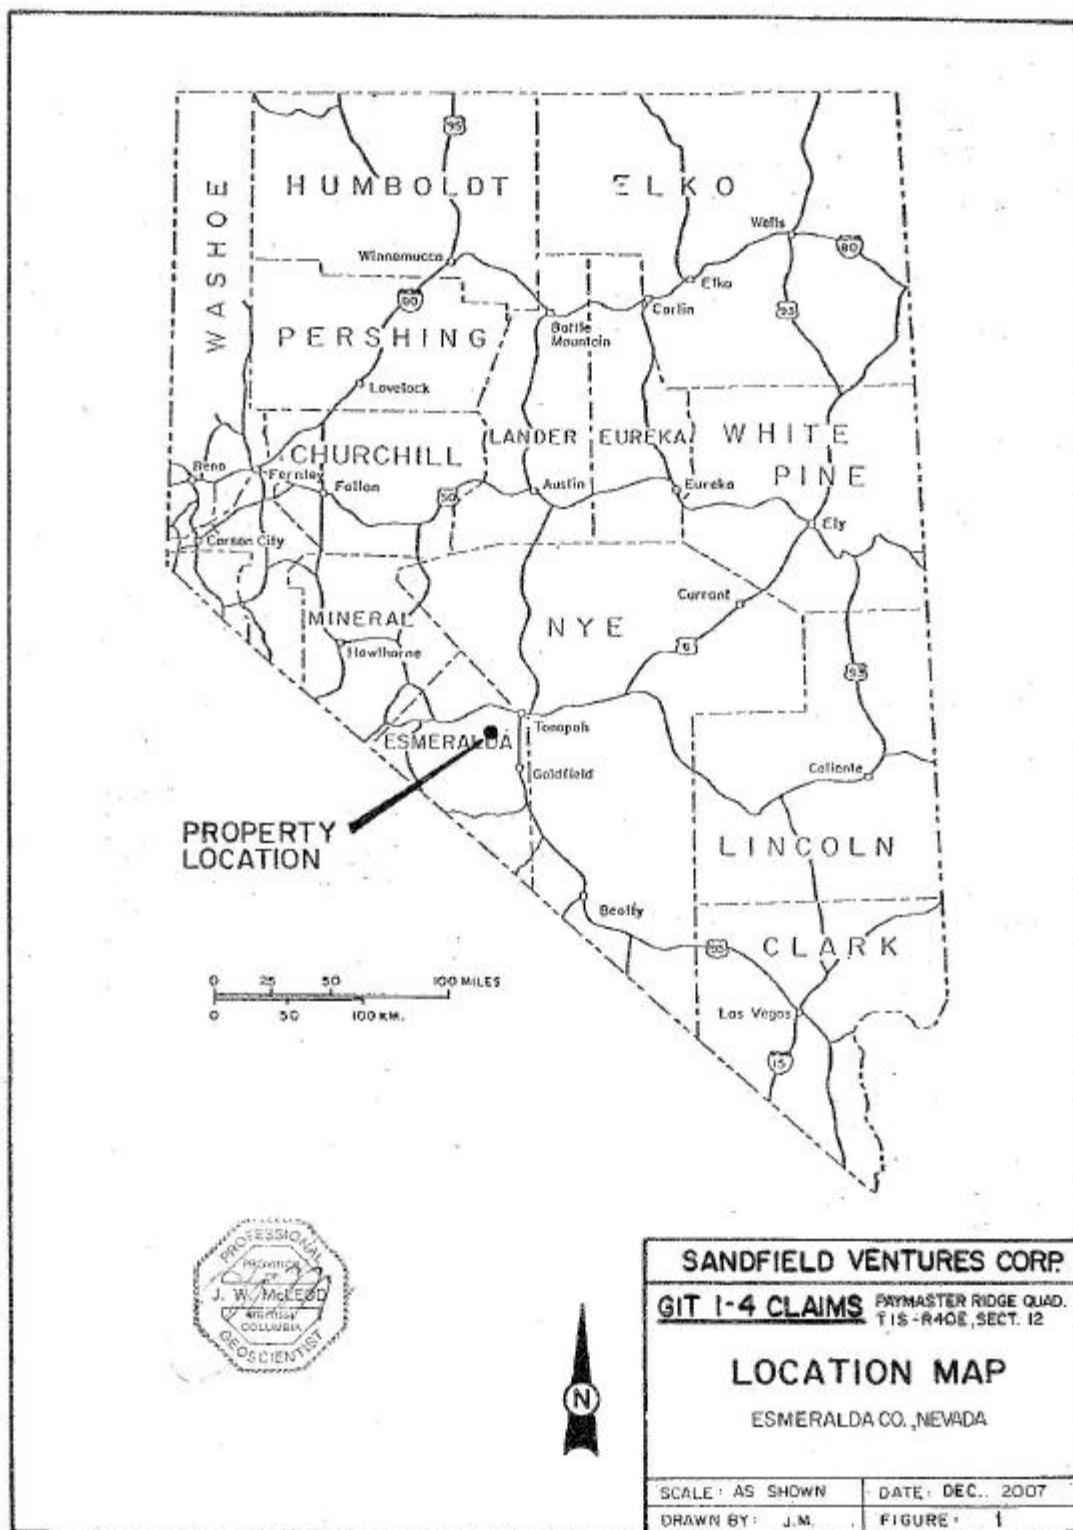 95
HUMBOLDT
ELKO
WASHOE
Wells
80
Winnemucca
Elko
80
Carlin
93
Battle
Mountain
PERSHING
Lovelock
LANDER
EUREKA
WHITE
PINE
CHURCHILL
Reno
Fernley
Fallon
50
Austin
Eureka
Ely
Carson City
Currant
MINERAL
NYE
Hawthorne
6
93
Tonopah
ESMERALDA
Goldfield
Caliente
PROPERTY
LOCATION
LINCOLN
Beatty
95
CLARK
0 25 50 100 MILES
0 50 100 KM.
Las Vegas
15
PROFESSIONAL
PROVINCE
OF
J. W. McLEOD
BRITISH
COLUMBIA
GEOSCIENTIST
N
SANDFIELD VENTURES CORP.
GIT 1-4 CLAIMS PAYMASTER RIDGE QUAD.
T1S-R40E, SECT. 12
LOCATION MAP
ESMERALDA CO., NEVADA
SCALE: AS SHOWN DATE: DEC. 2007
DRAWN BY: J.M. FIGURE: 1